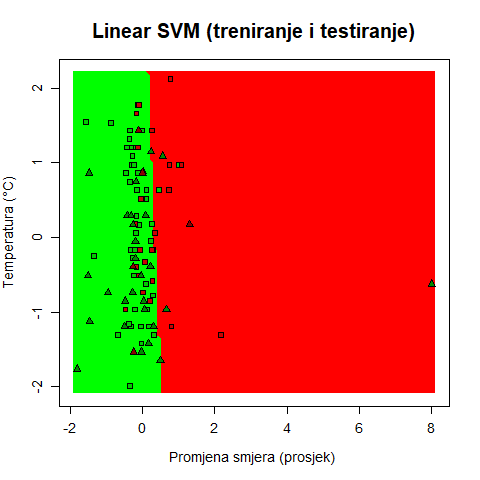 Linear SVM (treniranje i testiranje)
Temperatura (°C)
2
1
0
-1
-2
-2 0 2 4 6 8
Promjena smjera (prosjek)